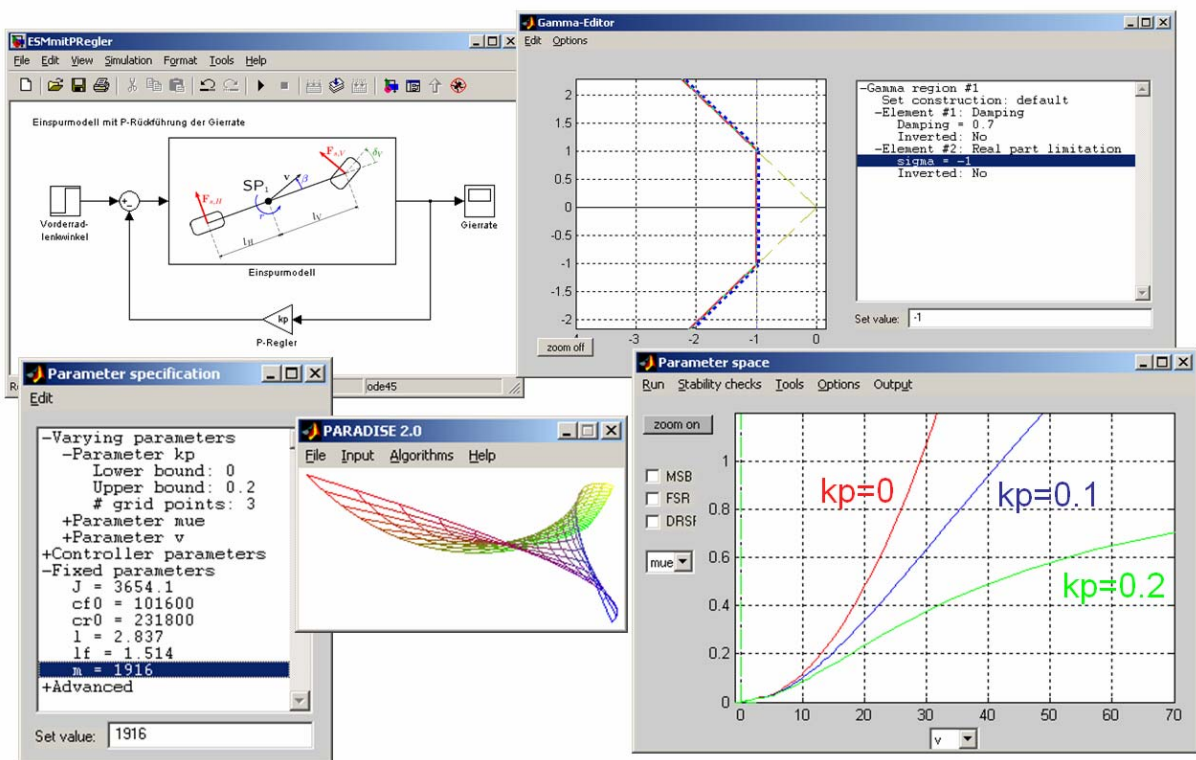 ESMmitPRegler
File Edit View Simulation Format Tools Help
Einspurmodell mit P-Rückführung der Gierrate
Vorderrad-
lenkwinkel
+
-
F_s,H
SP_1
v
β
r
l_H
l_V
F_s,V
δ_V
Einspurmodell
Gierrate
kp
P-Regler
ode45
Gamma-Editor
Edit Options
2
1.5
1
0.5
0
-0.5
-1
-1.5
-2
-3 -2 -1 0
zoom off
-Gamma region #1
Set construction: default
-Element #1: Damping
Damping = 0.7
Inverted: No
-Element #2: Real part limitation
sigma = -1
Inverted: No
Set value: -1
Parameter specification
Edit
-Varying parameters
-Parameter kp
Lower bound: 0
Upper bound: 0.2
# grid points: 3
+Parameter mue
+Parameter v
+Controller parameters
-Fixed parameters
J = 3654.1
cf0 = 101600
cr0 = 231800
l = 2.837
lf = 1.514
m = 1916
+Advanced
Set value: 1916
PARADISE 2.0
File Input Algorithms Help
Parameter space
Run Stability checks Tools Options Output
zoom on
MSB
FSR
mue
1
0.8
0.6
0.4
0.2
0
kp=0
kp=0.1
kp=0.2
0 10 20 30 40 50 60 70
v